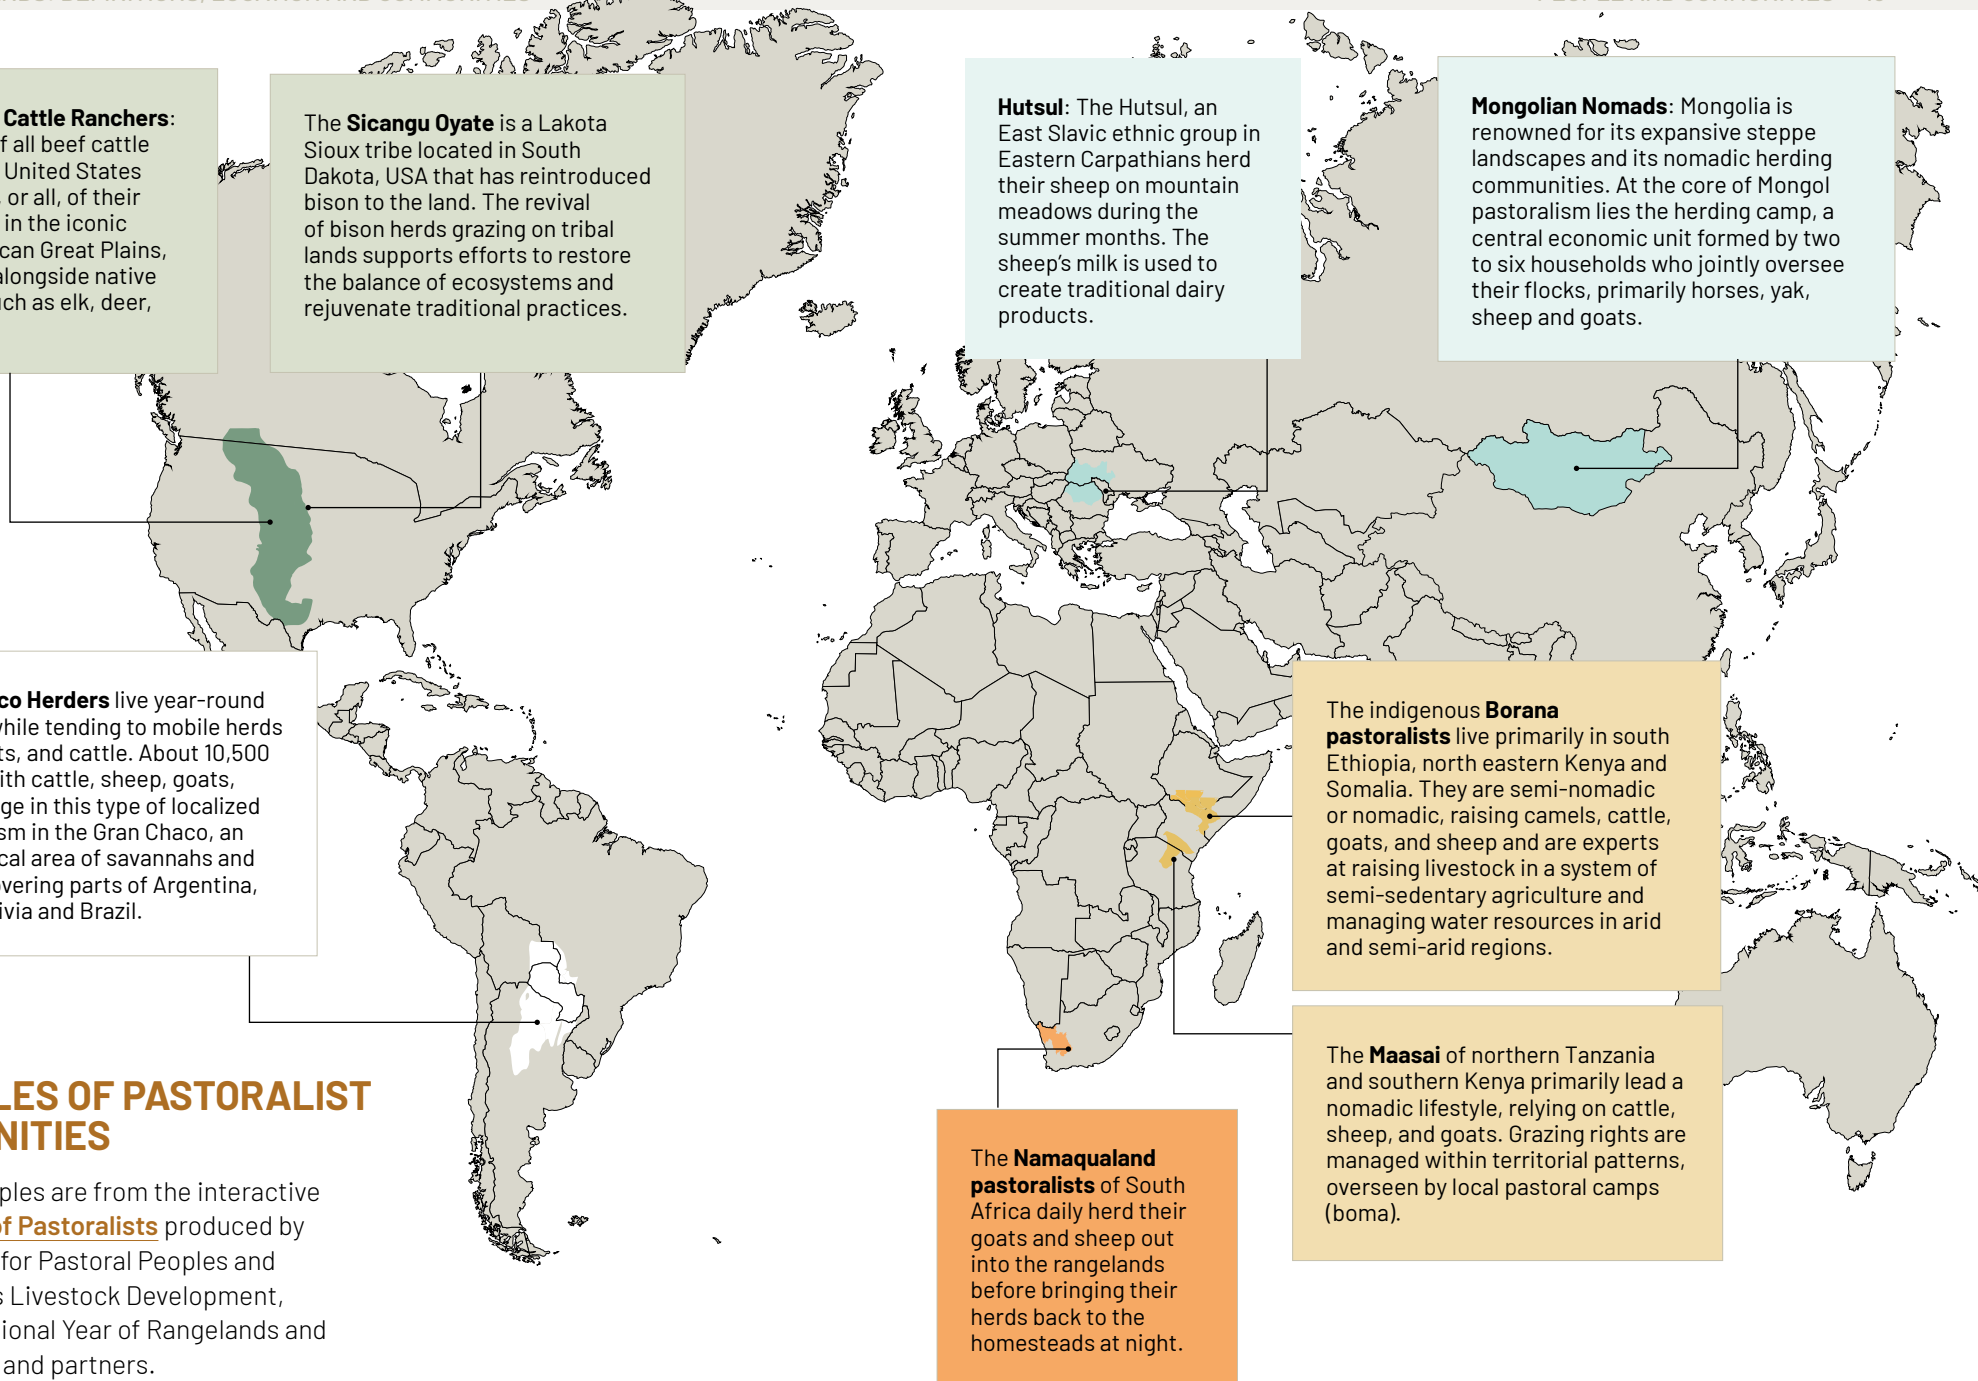 Cattle Ranchers:
f all beef cattle
United States
, or all, of their
in the iconic
can Great Plains,
alongside native
uch as elk, deer,
The Sicangu Oyate is a Lakota
Sioux tribe located in South
Dakota, USA that has reintroduced
bison to the land. The revival
of bison herds grazing on tribal
lands supports efforts to restore
the balance of ecosystems and
rejuvenate traditional practices.
Hutsul: The Hutsul, an
East Slavic ethnic group in
Eastern Carpathians herd
their sheep on mountain
meadows during the
summer months. The
sheep's milk is used to
create traditional dairy
products.
Mongolian Nomads: Mongolia is
renowned for its expansive steppe
landscapes and its nomadic herding
communities. At the core of Mongol
pastoralism lies the herding camp, a
central economic unit formed by two
to six households who jointly oversee
their flocks, primarily horses, yak,
sheep and goats.
co Herders live year-round
while tending to mobile herds
ts, and cattle. About 10,500
ith cattle, sheep, goats,
ge in this type of localized
sm in the Gran Chaco, an
cal area of savannahs and
overing parts of Argentina,
ivia and Brazil.
The indigenous Borana
pastoralists live primarily in south
Ethiopia, north eastern Kenya and
Somalia. They are semi-nomadic
or nomadic, raising camels, cattle,
goats, and sheep and are experts
at raising livestock in a system of
semi-sedentary agriculture and
managing water resources in arid
and semi-arid regions.
The Maasai of northern Tanzania
and southern Kenya primarily lead a
nomadic lifestyle, relying on cattle,
sheep, and goats. Grazing rights are
managed within territorial patterns,
overseen by local pastoral camps
(boma).
The Namaqualand
pastoralists of South
Africa daily herd their
goats and sheep out
into the rangelands
before bringing their
herds back to the
homesteads at night.
LES OF PASTORALIST
NITIES
ples are from the interactive
of Pastoralists produced by
for Pastoral Peoples and
s Livestock Development,
tional Year of Rangelands and
and partners.